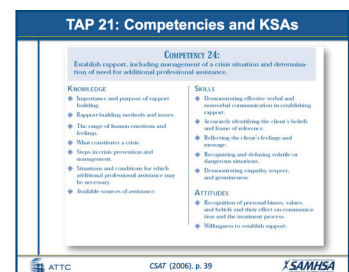 TAP 21: Competencies and KSAs
COMPETENCY 24:
Establish rapport, including management of a crisis situation and determina-
tion of need for additional professional assistance.
KNOWLEDGE
Importance and purpose of rapport
building.
Rapport-building methods and issues.
The range of human emotions and
feelings.
What constitutes a crisis.
Steps in crisis prevention and
management.
Situations and conditions for which
additional professional assistance may
be necessary.
Available sources of assistance.
SKILLS
Demonstrating effective verbal and
nonverbal communication in establishing
rapport.
Accurately identifying the client's beliefs
and frame of reference.
Reflecting the client's feelings and
message.
Recognizing and defusing volatile or
dangerous situations.
Demonstrating empathy, respect,
and genuineness.
ATTITUDES
Recognition of personal biases, values,
and beliefs and their effect on communica-
tion and the treatment process.
Willingness to establish rapport.
ATTC
CSAT (2006). p. 39
SAMHSA